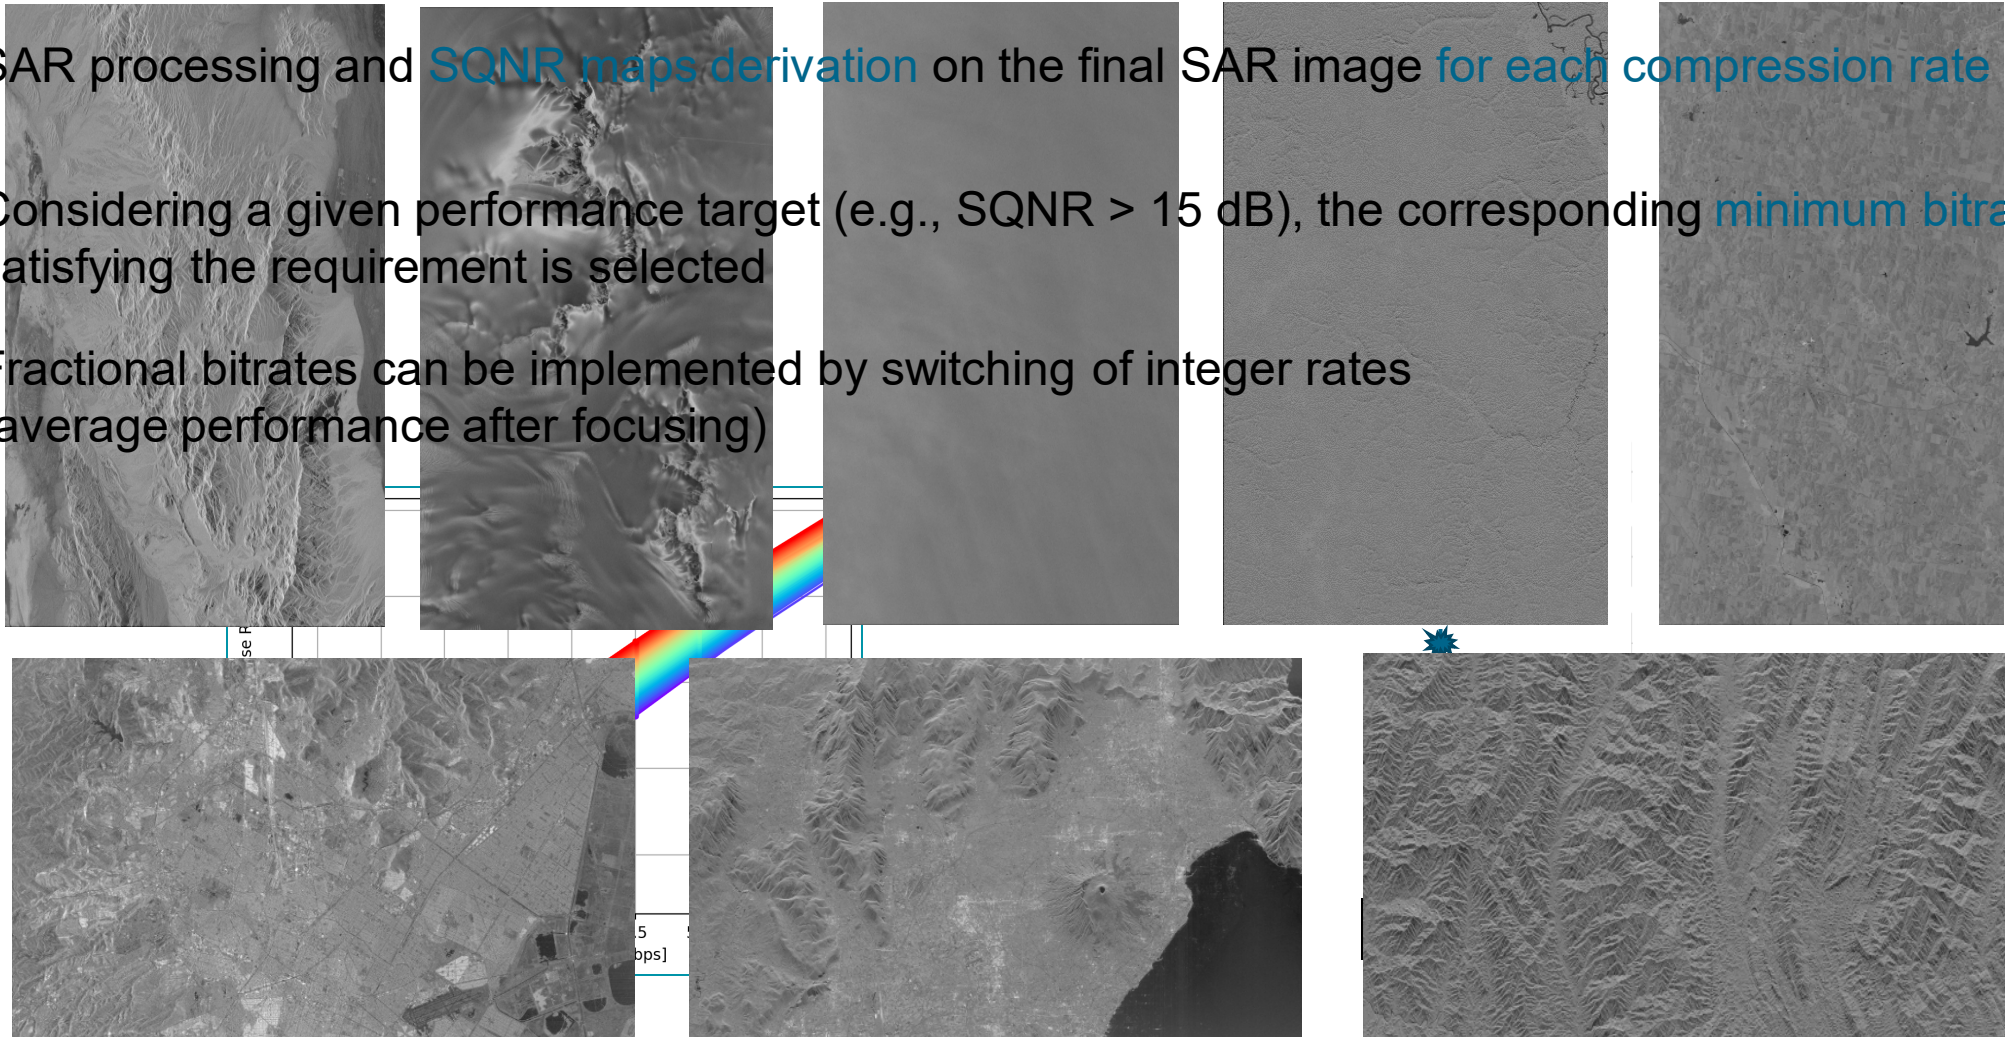 SAR processing and SQNR maps derivation on the final SAR image for each compression rate
Considering a given performance target (e.g., SQNR > 15 dB), the corresponding minimum bitra
atisfying the requirement is selected
Fractional bitrates can be implemented by switching of integer rates
average performance after focusing)
se R
.5
bps]